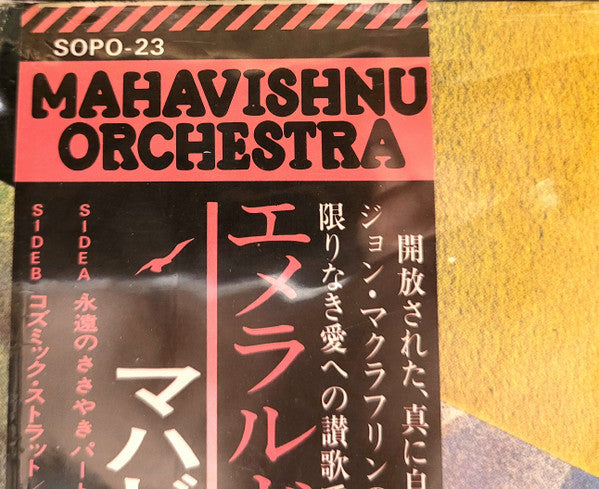 SOPO-23
MAHAVISHNU
ORCHESTRA
開放された、真に自
ジョン・マクラフリンの
限りなき愛への讃歌
エメラルド
マハ
SIDEA 永遠のささやき パート
SIDEB コズミック・ストラット/